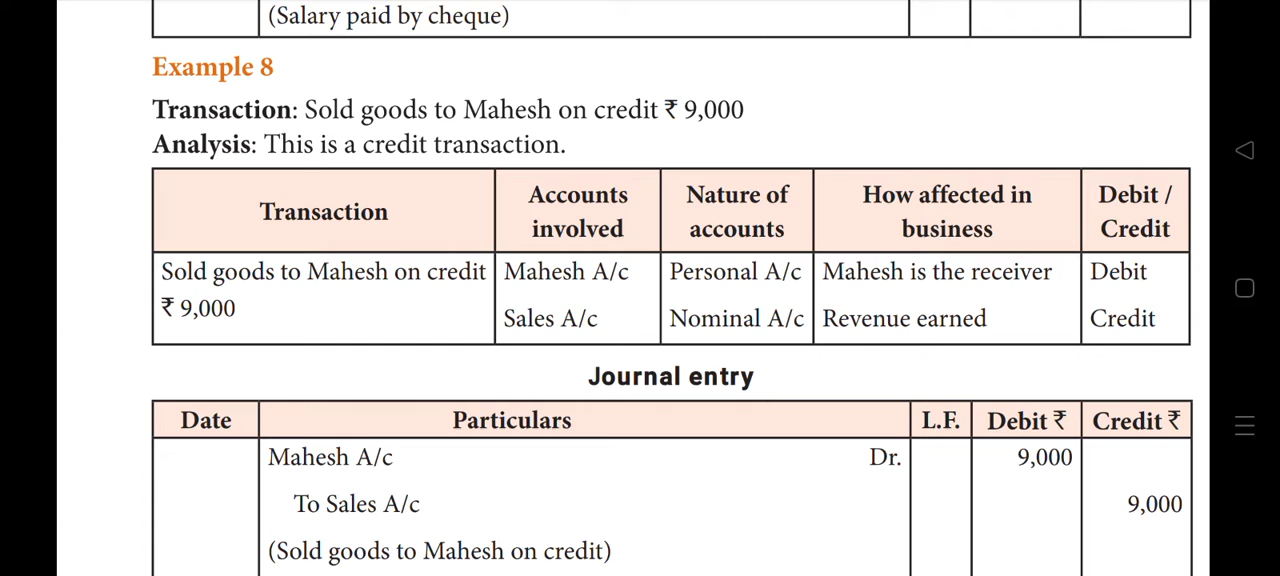 (Salary paid by cheque)
Example 8
Transaction: Sold goods to Mahesh on credit ₹ 9,000
Analysis: This is a credit transaction.
Transaction
Accounts involved
Nature of accounts
How affected in business
Debit / Credit
Sold goods to Mahesh on credit ₹ 9,000
Mahesh A/c
Personal A/c
Mahesh is the receiver
Debit
Sales A/c
Nominal A/c
Revenue earned
Credit
Journal entry
Date Particulars L.F. Debit ₹ Credit ₹
Mahesh A/c Dr. 9,000
To Sales A/c 9,000
(Sold goods to Mahesh on credit)